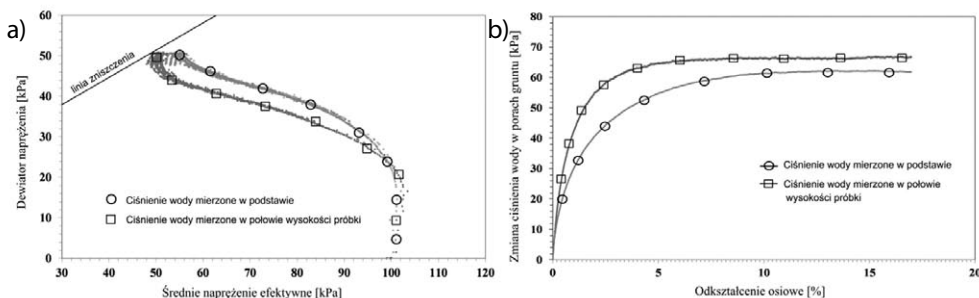 a)
Dewiator naprężenia [kPa]
60
50
40
30
20
10
0
linia zniszczenia
Ciśnienie wody mierzone w podstawie
Ciśnienie wody mierzone w połowie wysokości próbki
30 40 50 60 70 80 90 100 110 120
Średnie naprężenie efektywne [kPa]
b)
Zmiana ciśnienia wody w porach gruntu [kPa]
80
70
60
50
40
30
20
10
0
Ciśnienie wody mierzone w podstawie
Ciśnienie wody mierzone w połowie
wysokości próbki
0 5 10 15 20
Odkształcenie osiowe [%]